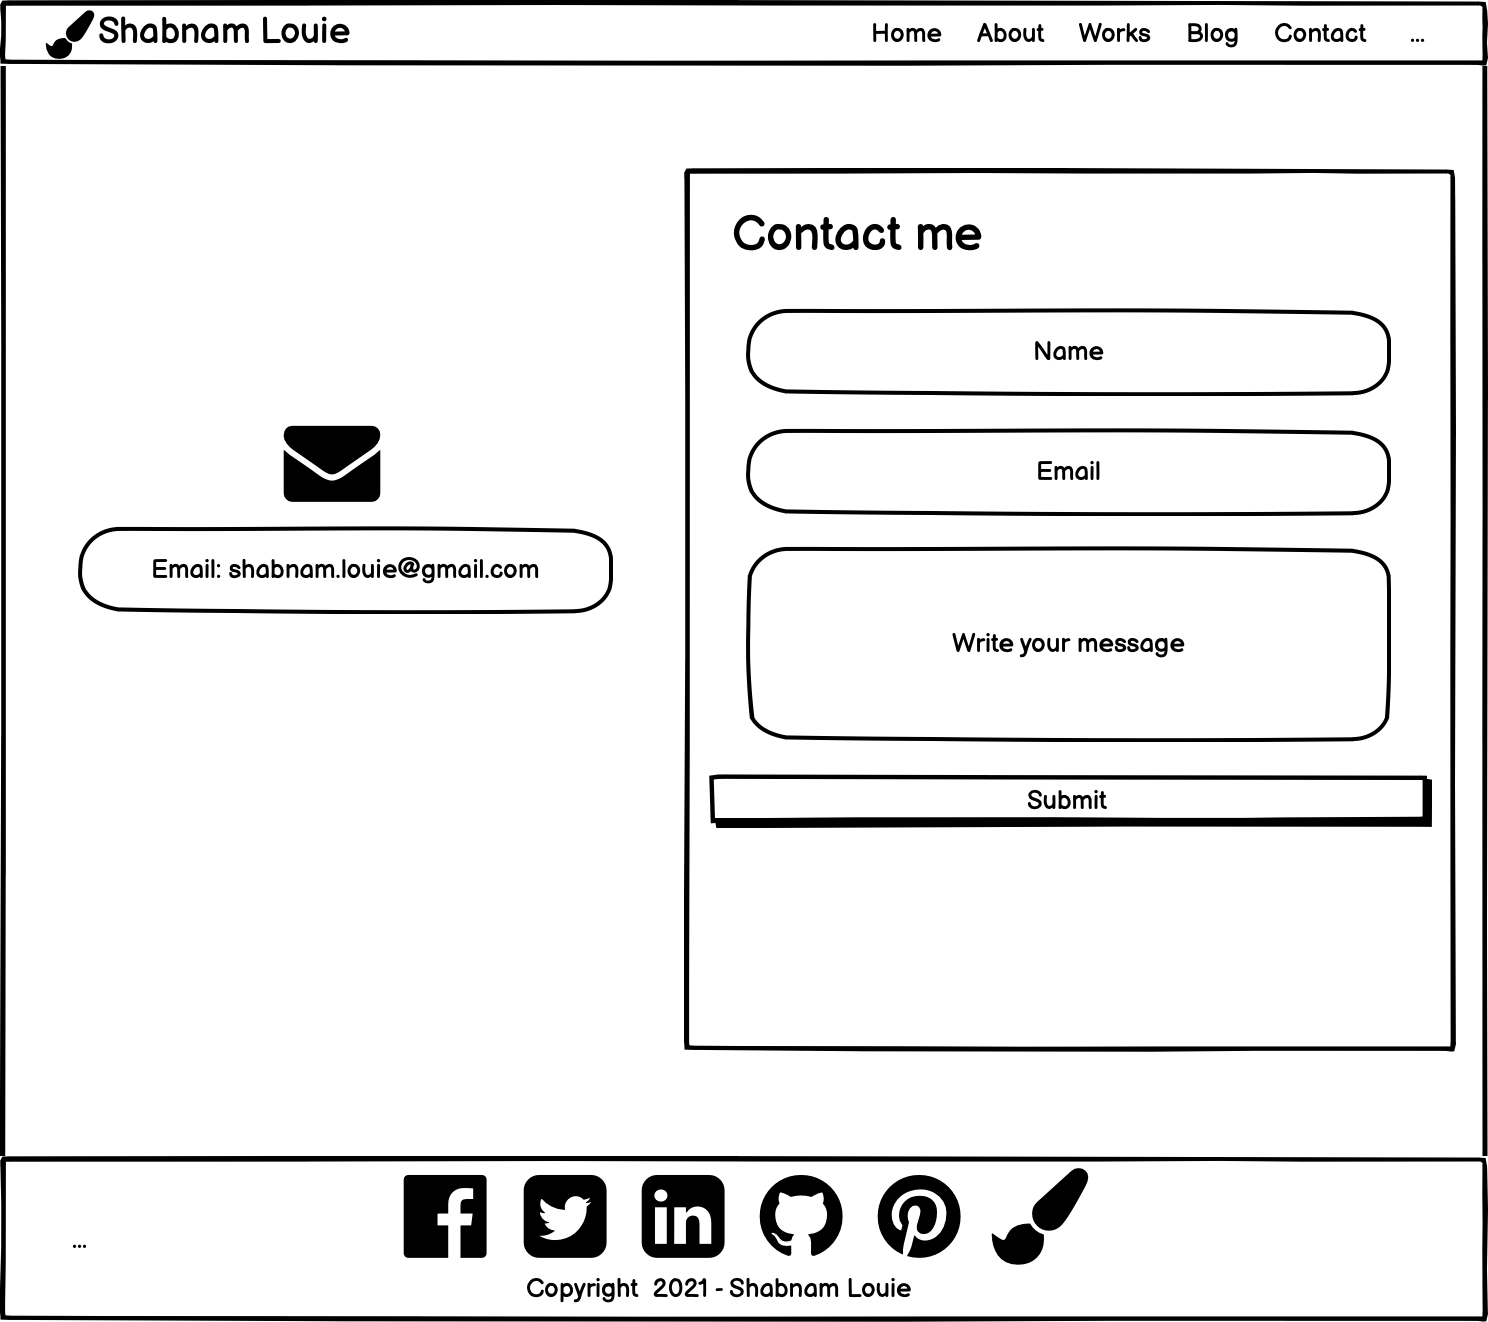 Shabnam Louie
Home About Works Blog Contact ...
Contact me
Name
Email
Email: shabnam.louie@gmail.com
Write your message
Submit
...
Copyright 2021 - Shabnam Louie